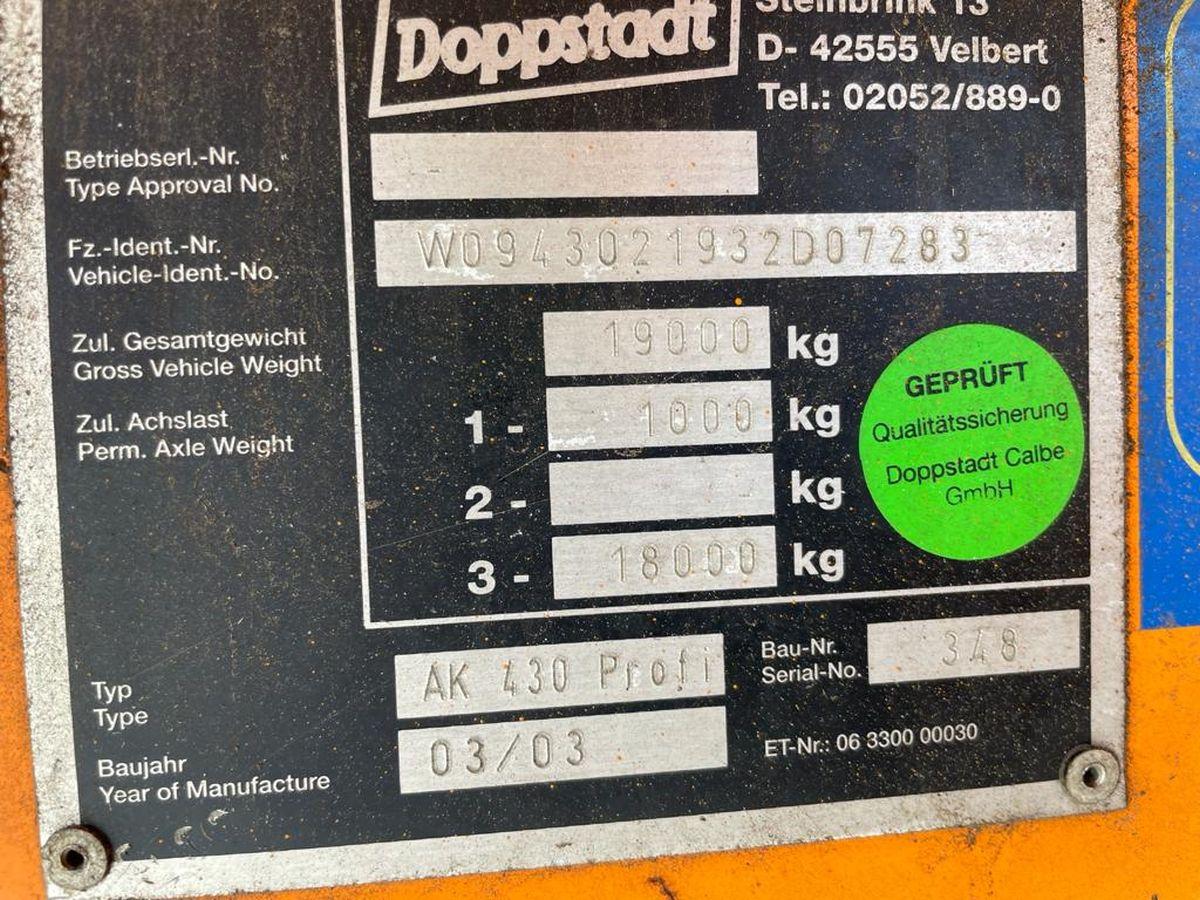 Doppstadt
Steinbrink 13
D- 42555 Velbert
Tel.: 02052/889-0
Betriebserl.-Nr.
Type Approval No.
Fz.-Ident.-Nr.
Vehicle-Ident.-No.
W0943021932D07283
Zul. Gesamtgewicht
Gross Vehicle Weight
19000 kg
Zul. Achslast
Perm. Axle Weight
1- 1000 kg
2- kg
3- 18000 kg
GEPRÜFT
Qualitätssicherung
Doppstadt Calbe
GmbH
Typ
Type
AK 430 Profi
Bau-Nr.
Serial-No.
348
Baujahr
Year of Manufacture
03/03
ET-Nr.: 06 3300 00030